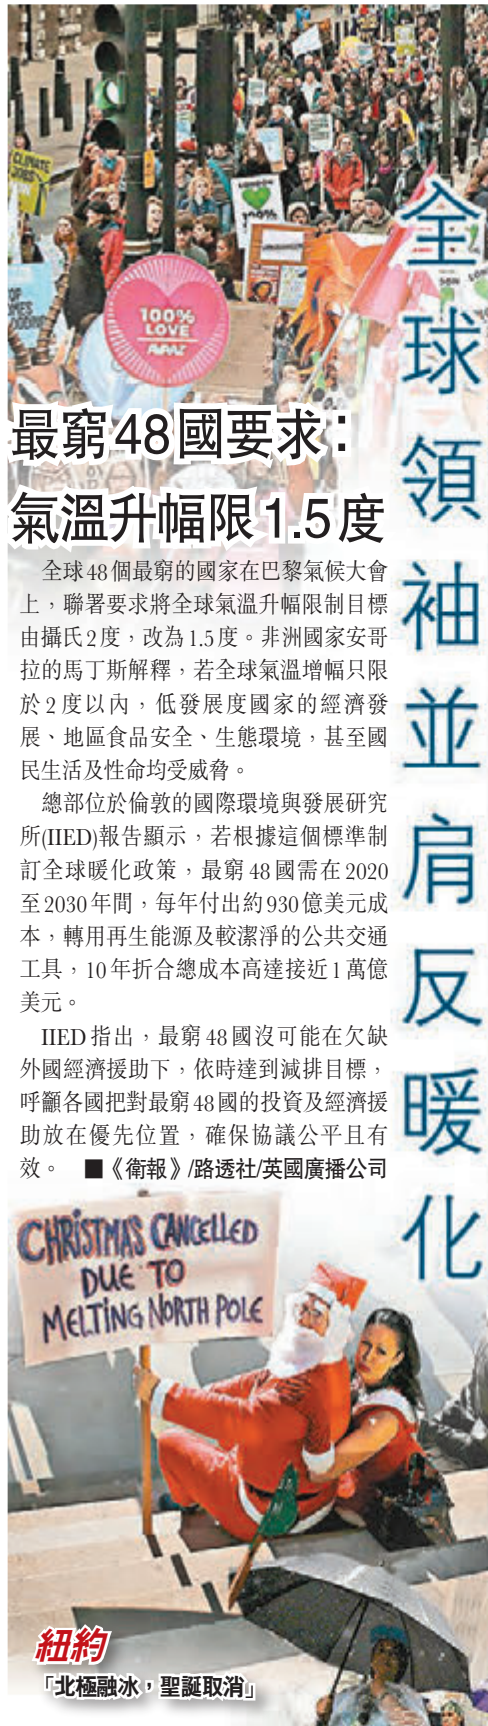 全球領袖並肩反暖化
CLIMATE
JOBS
100%
LOVE
AVAAZ
最窮48國要求：
氣溫升幅限1.5度
全球48個最窮的國家在巴黎氣候大會
上，聯署要求將全球氣溫升幅限制目標
由攝氏2度，改為1.5度。非洲國家安哥
拉的馬丁斯解釋，若全球氣溫增幅只限
於2度以內，低發展度國家的經濟發
展、地區食品安全、生態環境，甚至國
民生活及性命均受威脅。
總部位於倫敦的國際環境與發展研究
所(IIED)報告顯示，若根據這個標準制
訂全球暖化政策，最窮48國需在2020
至2030年間，每年付出約930億美元成
本，轉用再生能源及較潔淨的公共交通
工具，10年折合總成本高達接近1萬億
美元。
IIED指出，最窮48國沒可能在欠缺
外國經濟援助下，依時達到減排目標，
呼籲各國把對最窮48國的投資及經濟援
助放在優先位置，確保協議公平且有
效。 ■《衛報》/路透社/英國廣播公司
CHRISTMAS CANCELLED
DUE TO
MELTING NORTH POLE
紐約
「北極融冰，聖誕取消」